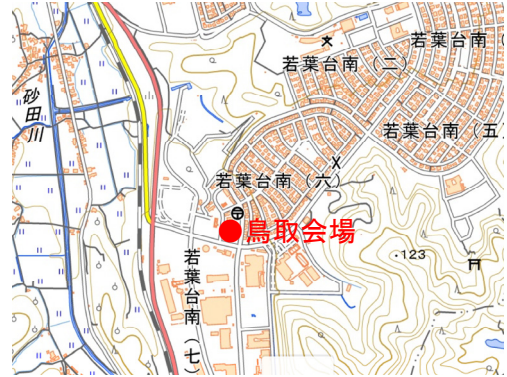 若葉台南（
若葉台南（二）
砂田川
若葉台南（五
若葉台南（六）
鳥取会場
・123
若葉台南（七）